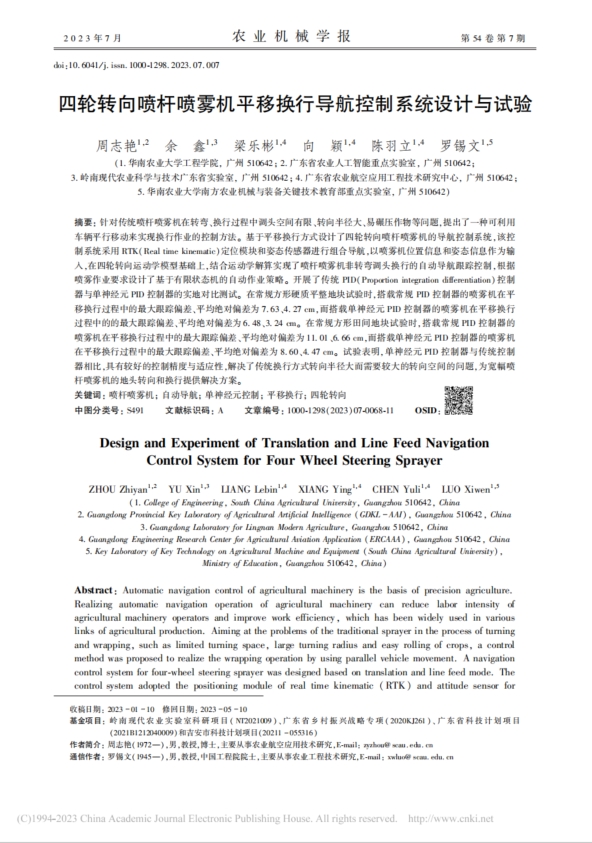 2023年7月
农业机械学报
第54卷第7期
doi:10.6041/j.issn.1000-1298.2023.07.007
四轮转向喷杆喷雾机平移换行导航控制系统设计与试验
周志艳1,2 余鑫1,3 梁乐彬1,4 向颖1,4 陈羽立1,4 罗锡文1,5
(1.华南农业大学工程学院, 广州 510642; 2.广东省农业人工智能重点实验室, 广州 510642;
3.岭南现代农业科学与技术广东省实验室, 广州 510642; 4.广东省农业航空应用工程技术研究中心, 广州 510642;
5.华南农业大学南方农业机械与装备关键技术教育部重点实验室, 广州 510642)
摘要: 针对传统喷杆喷雾机在转弯、换行过程中调头空间有限、转向半径大、易碾压作物等问题,提出了一种可利用
车辆平行移动来实现换行作业的控制方法。基于平移换行方式设计了四轮转向喷杆喷雾机的导航控制系统,该控
制系统采用RTK(Real time kinematic)定位模块和姿态传感器进行组合导航,以喷雾机位置信息和姿态信息作为输
入,在四轮转向运动学模型基础上,结合运动学解算实现了喷杆喷雾机非转弯调头换行的自动导航跟踪控制,根据
喷雾作业要求设计了基于有限状态机的自动作业策略。开展了传统PID(Proportion integration differentiation)控制
器与单神经元PID控制器的实地对比测试。在常规方形硬质平整地块试验时,搭载常规PID控制器的喷雾机在平
移换行过程中的最大跟踪偏差、平均绝对偏差为7.63、4.27 cm,而搭载单神经元PID控制器的喷雾机在平移换行
过程中的的最大跟踪偏差、平均绝对偏差为6.48、3.24 cm。在常规方形田间地块试验时,搭载常规PID控制器的
喷雾机在平移换行过程中的最大跟踪偏差、平均绝对偏差为11.01、6.66 cm,而搭载单神经元PID控制器的喷雾机
在平移换行过程中的最大跟踪偏差、平均绝对偏差为8.60、4.47 cm。试验表明,单神经元PID控制器与传统控制
器相比,具有较好的控制精度与适应性,解决了传统换行方式转向半径大而需要较大的转向空间的问题,为宽幅喷
杆喷雾机的地头转向和换行提供解决方案。
关键词: 喷杆喷雾机; 自动导航; 单神经元控制; 平移换行; 四轮转向
中图分类号: S491 文献标识码: A 文章编号: 1000-1298(2023)07-0068-11 OSID:
Design and Experiment of Translation and Line Feed Navigation
Control System for Four Wheel Steering Sprayer
ZHOU Zhiyan1,2 YU Xin1,3 LIANG Lebin1,4 XIANG Ying1,4 CHEN Yuli1,4 LUO Xiwen1,5
(1. College of Engineering, South China Agricultural University, Guangzhou 510642, China
2. Guangdong Provincial Key Laboratory of Agricultural Artificial Intelligence (GDKL-AAI), Guangzhou 510642, China
3. Guangdong Laboratory for Lingnan Modern Agriculture, Guangzhou 510642, China
4. Guangdong Engineering Research Center for Agricultural Aviation Application (ERCAAA), Guangzhou 510642, China
5. Key Laboratory of Key Technology on Agricultural Machine and Equipment (South China Agricultural University),
Ministry of Education, Guangzhou 510642, China)
Abstract: Automatic navigation control of agricultural machinery is the basis of precision agriculture.
Realizing automatic navigation operation of agricultural machinery can reduce labor intensity of
agricultural machinery operators and improve work efficiency, which has been widely used in various
links of agricultural production. Aiming at the problems of the traditional sprayer in the process of turning
and wrapping, such as limited turning space, large turning radius and easy rolling of crops, a control
method was proposed to realize the wrapping operation by using parallel vehicle movement. A navigation
control system for four-wheel steering sprayer was designed based on translation and line feed mode. The
control system adopted the positioning module of real time kinematic (RTK) and attitude sensor for
收稿日期: 2023-01-10 修回日期: 2023-05-10
基金项目: 岭南现代农业实验室科研项目(NT2021009)、广东省乡村振兴战略专项(2020KJ261)、广东省科技计划项目
(2021B1212040009)和吉安市科技计划项目(20211-055316)
作者简介: 周志艳(1972—),男,教授,博士,主要从事农业航空应用技术研究,E-mail: zyzhou@scau.edu.cn
通信作者: 罗锡文(1945—),男,教授,中国工程院院士,主要从事农业工程技术研究,E-mail: xwluo@scau.edu.cn
(C)1994-2023 China Academic Journal Electronic Publishing House. All rights reserved. http://www.cnki.net